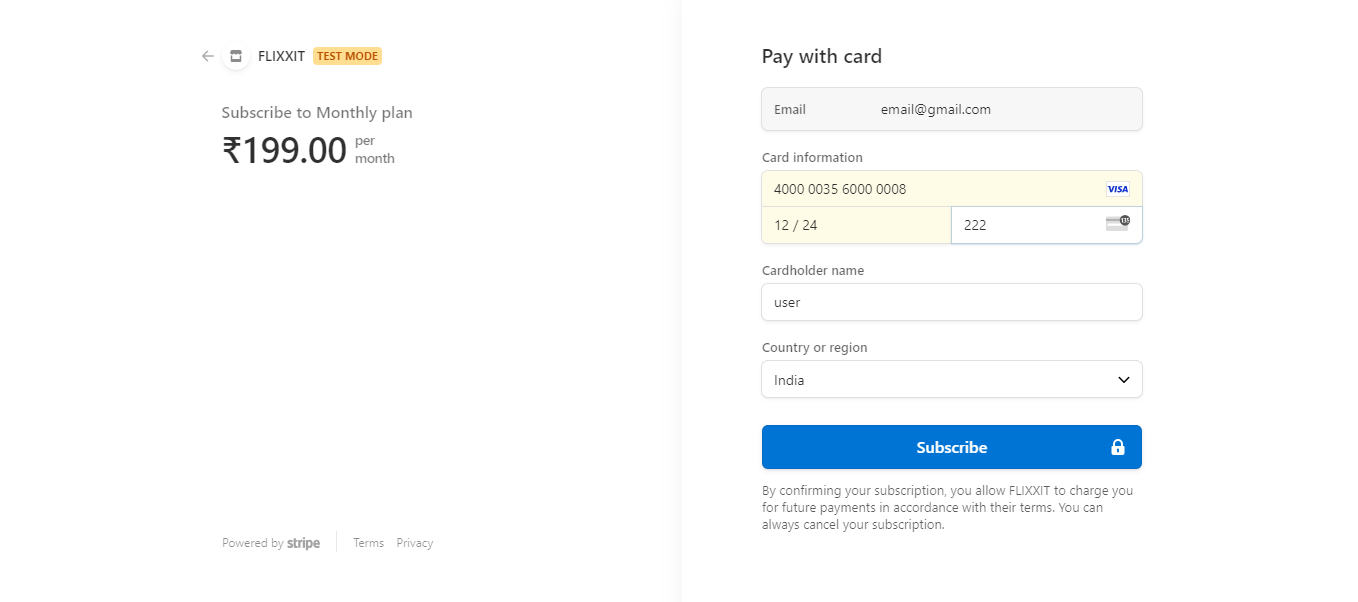 FLIXXIT TEST MODE
Subscribe to Monthly plan
₹199.00 per
month
Powered by stripe Terms Privacy
Pay with card
Email email@gmail.com
Card information
4000 0035 6000 0008 VISA
12 / 24 222 135
Cardholder name
user
Country or region
India
Subscribe
By confirming your subscription, you allow FLIXXIT to charge you
for future payments in accordance with their terms. You can
always cancel your subscription.